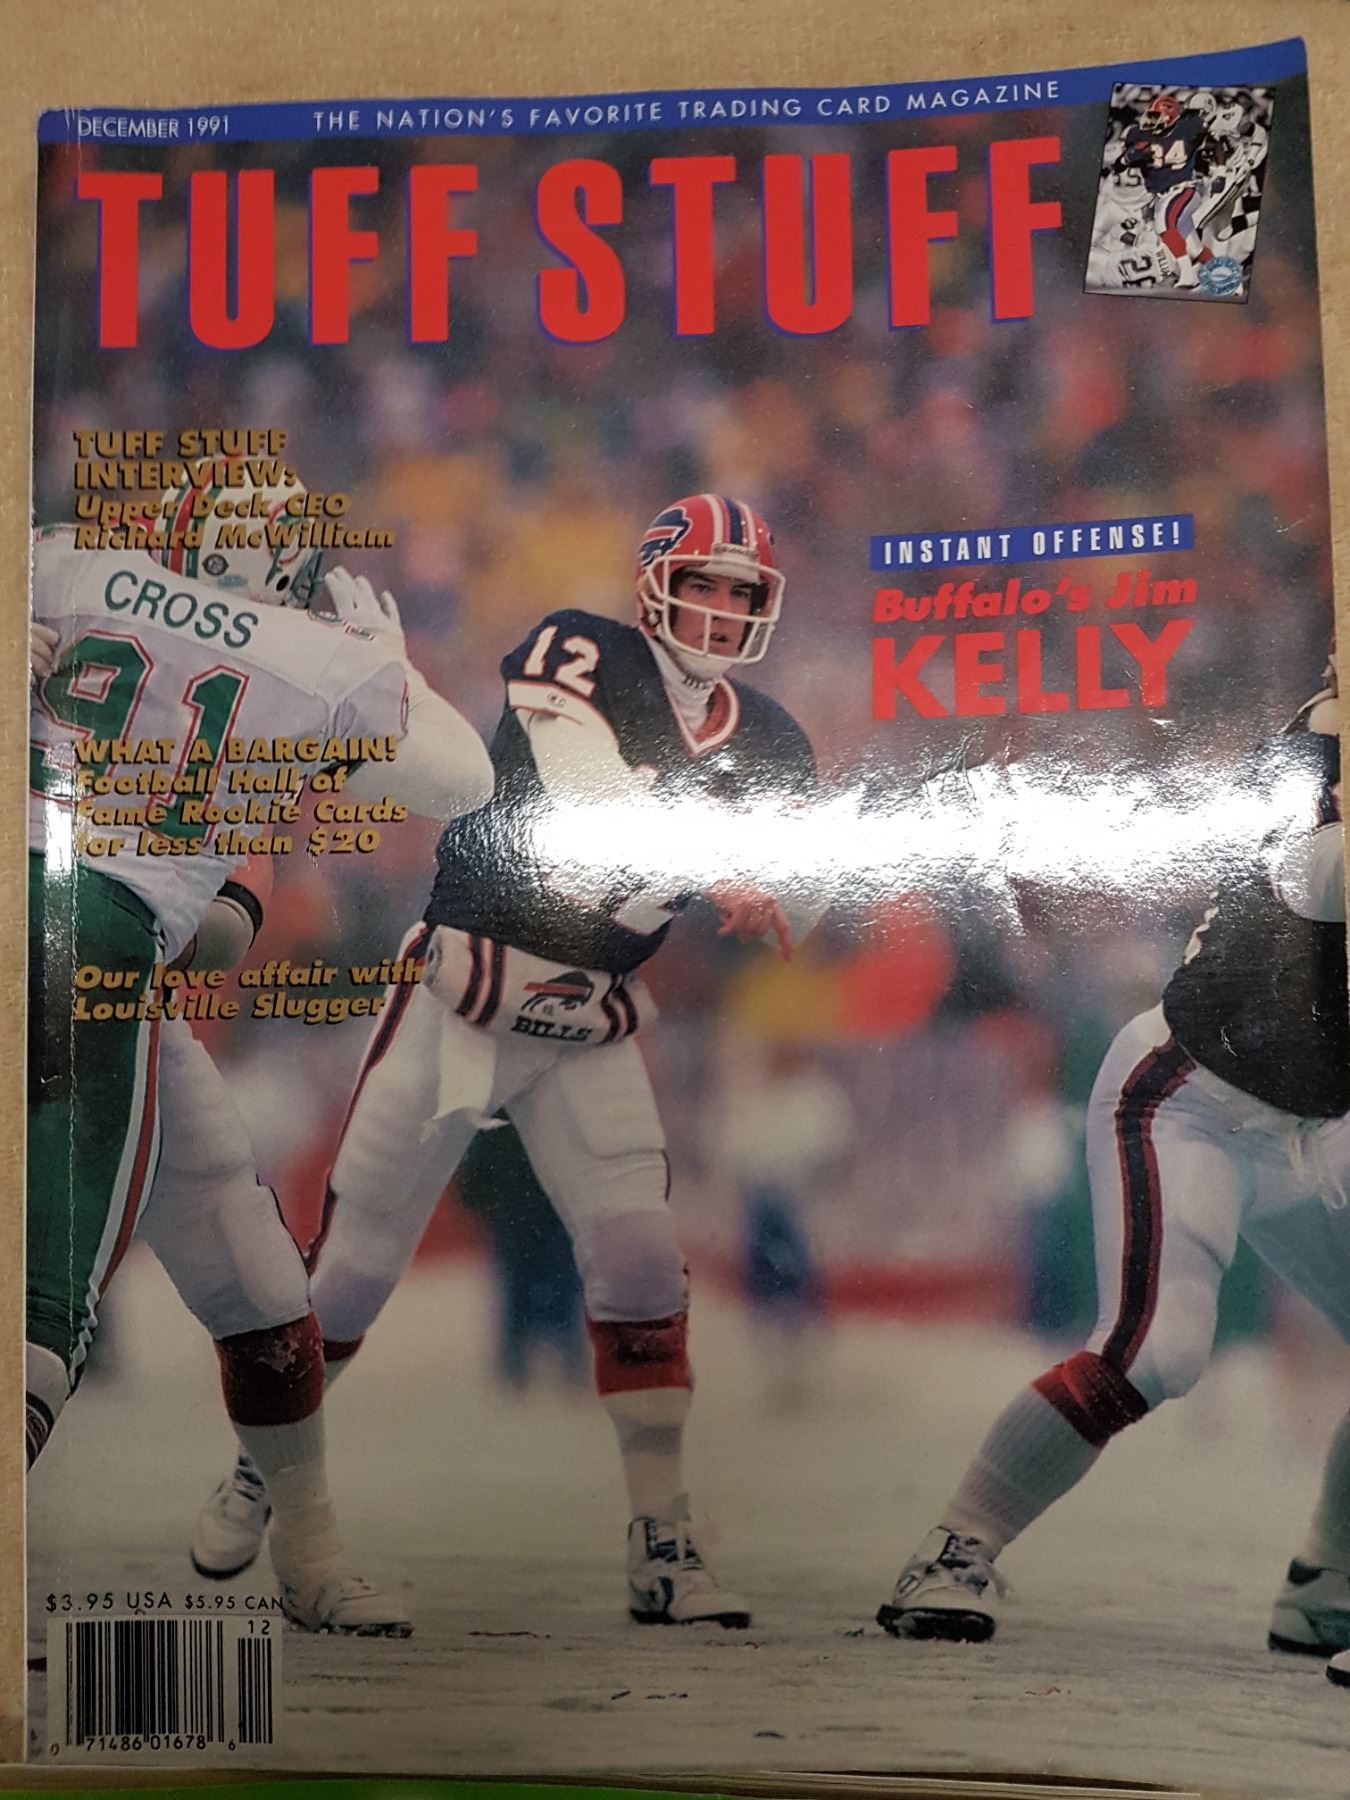 DECEMBER 1991
THE NATION'S FAVORITE TRADING CARD MAGAZINE
TUFF STUFF
34
TUFF STUFF
INTERVIEW:
Upper Deck CEO
Richard McWilliam
INSTANT OFFENSE!
Buffalo's Jim
KELLY
CROSS
91
12
Riddell
WHAT A BARGAIN!
Football Hall of
Fame Rookie Cards
for less than $20
Our love affair with
Louisville Slugger
BILLS
$3.95 USA $5.95 CAN
12
0 71486 01678 6